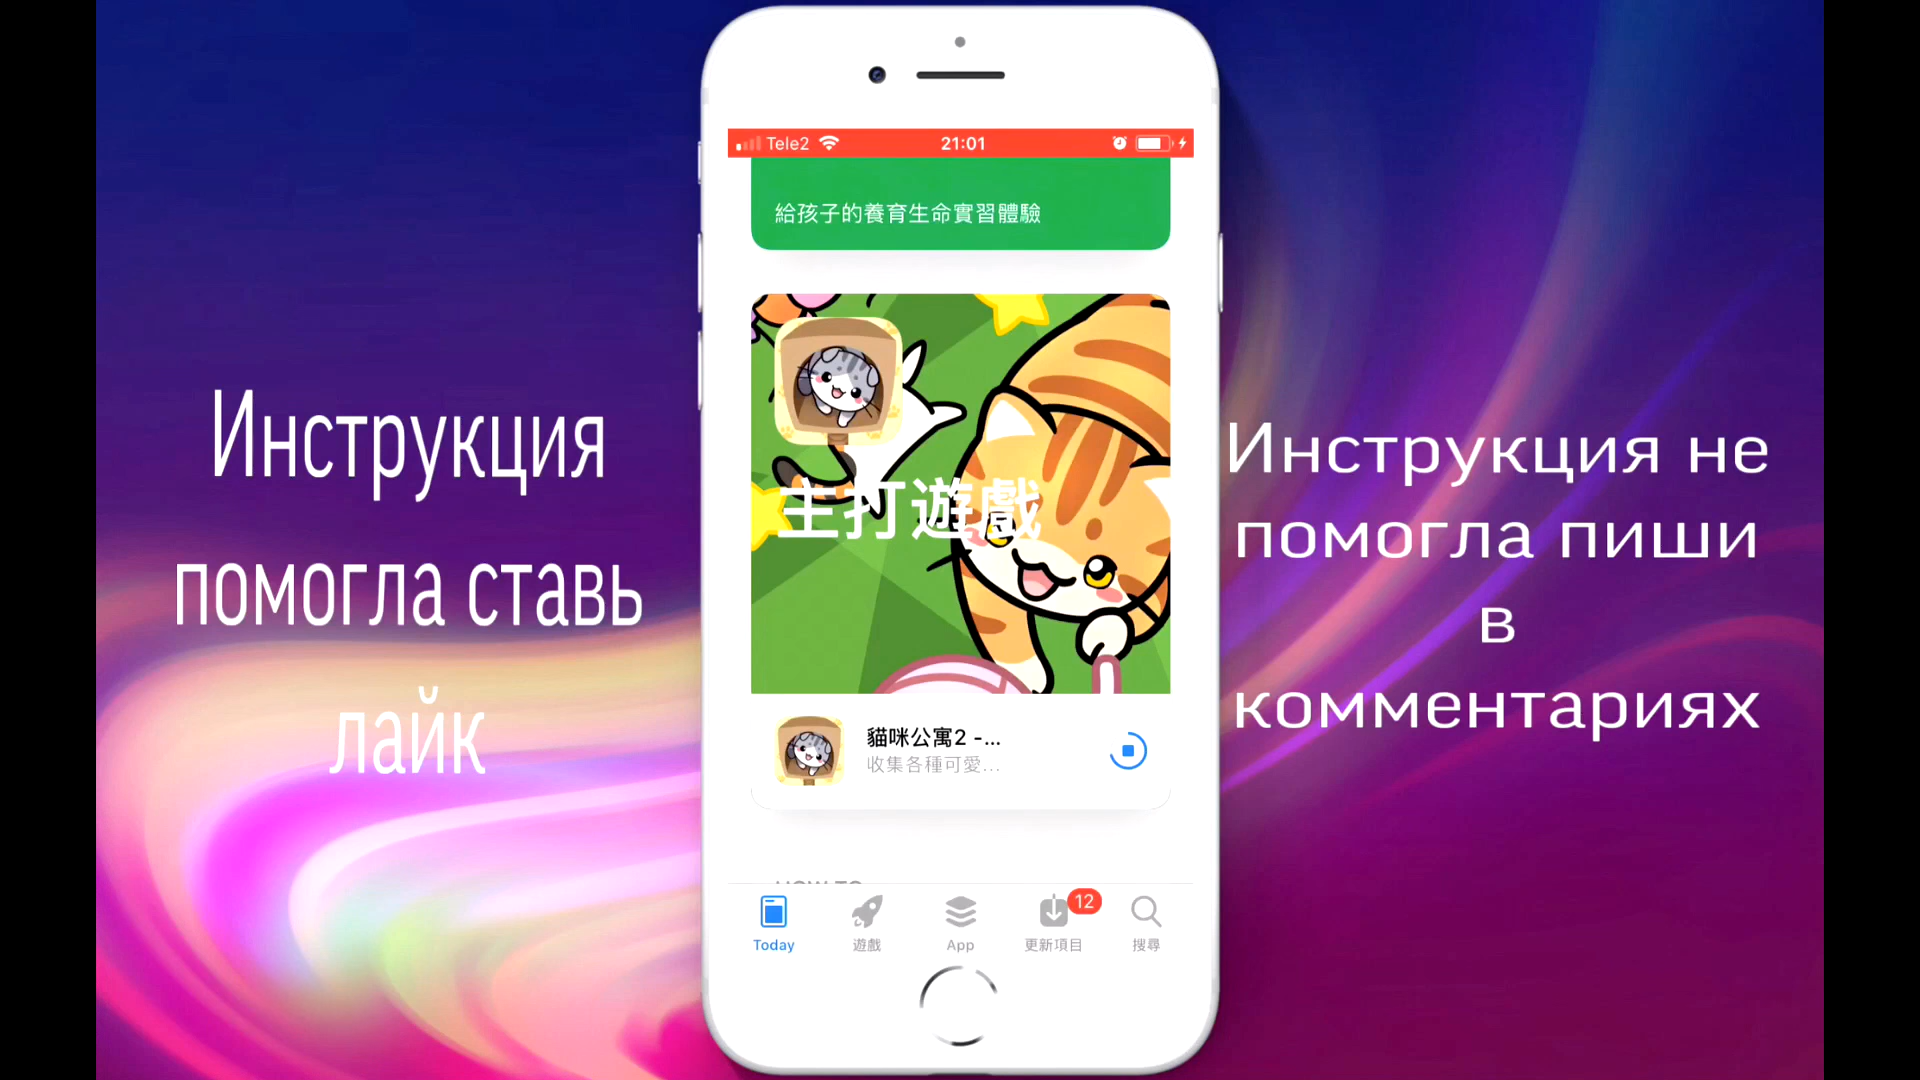 Инструкция
помогла ставь
лайк
Tele2
21:01
給孩子的養育生命實習體驗
主打遊戲
貓咪公寓2 -...
收集各種可愛...
HOW TO
Today
遊戲
App
12
更新項目
搜尋
Инструкция не
помогла пиши
в
комментариях